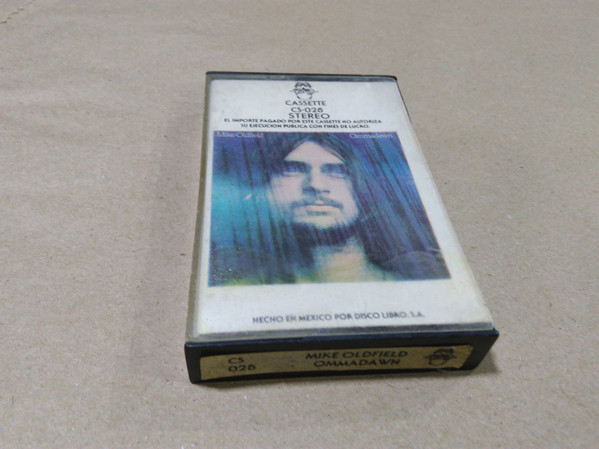 CASSETTE
CS-028
STEREO
EL IMPORTE PAGADO POR ESTE CASSETTE NO AUTORIZA
SU EJECUCION PUBLICA CON FINES DE LUCRO.
Mike Oldfield Ommadawn
HECHO EN MEXICO POR DISCO LIBRO, S.A.
CS MIKE OLDFIELD
028 OMMADAWN